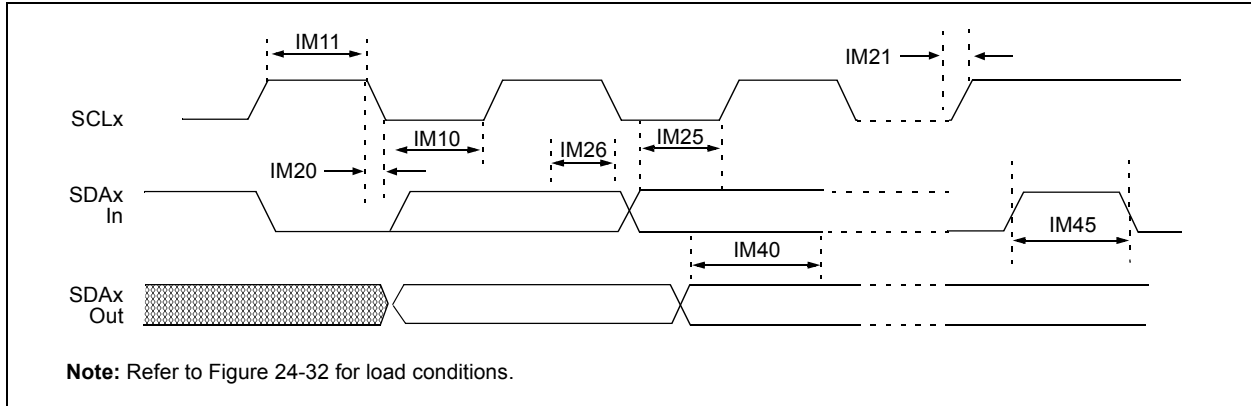 IM11
IM21
SCLx
IM10
IM26
IM25
IM20
SDAx
In
IM45
IM40
SDAx
Out
Note: Refer to Figure 24-32 for load conditions.